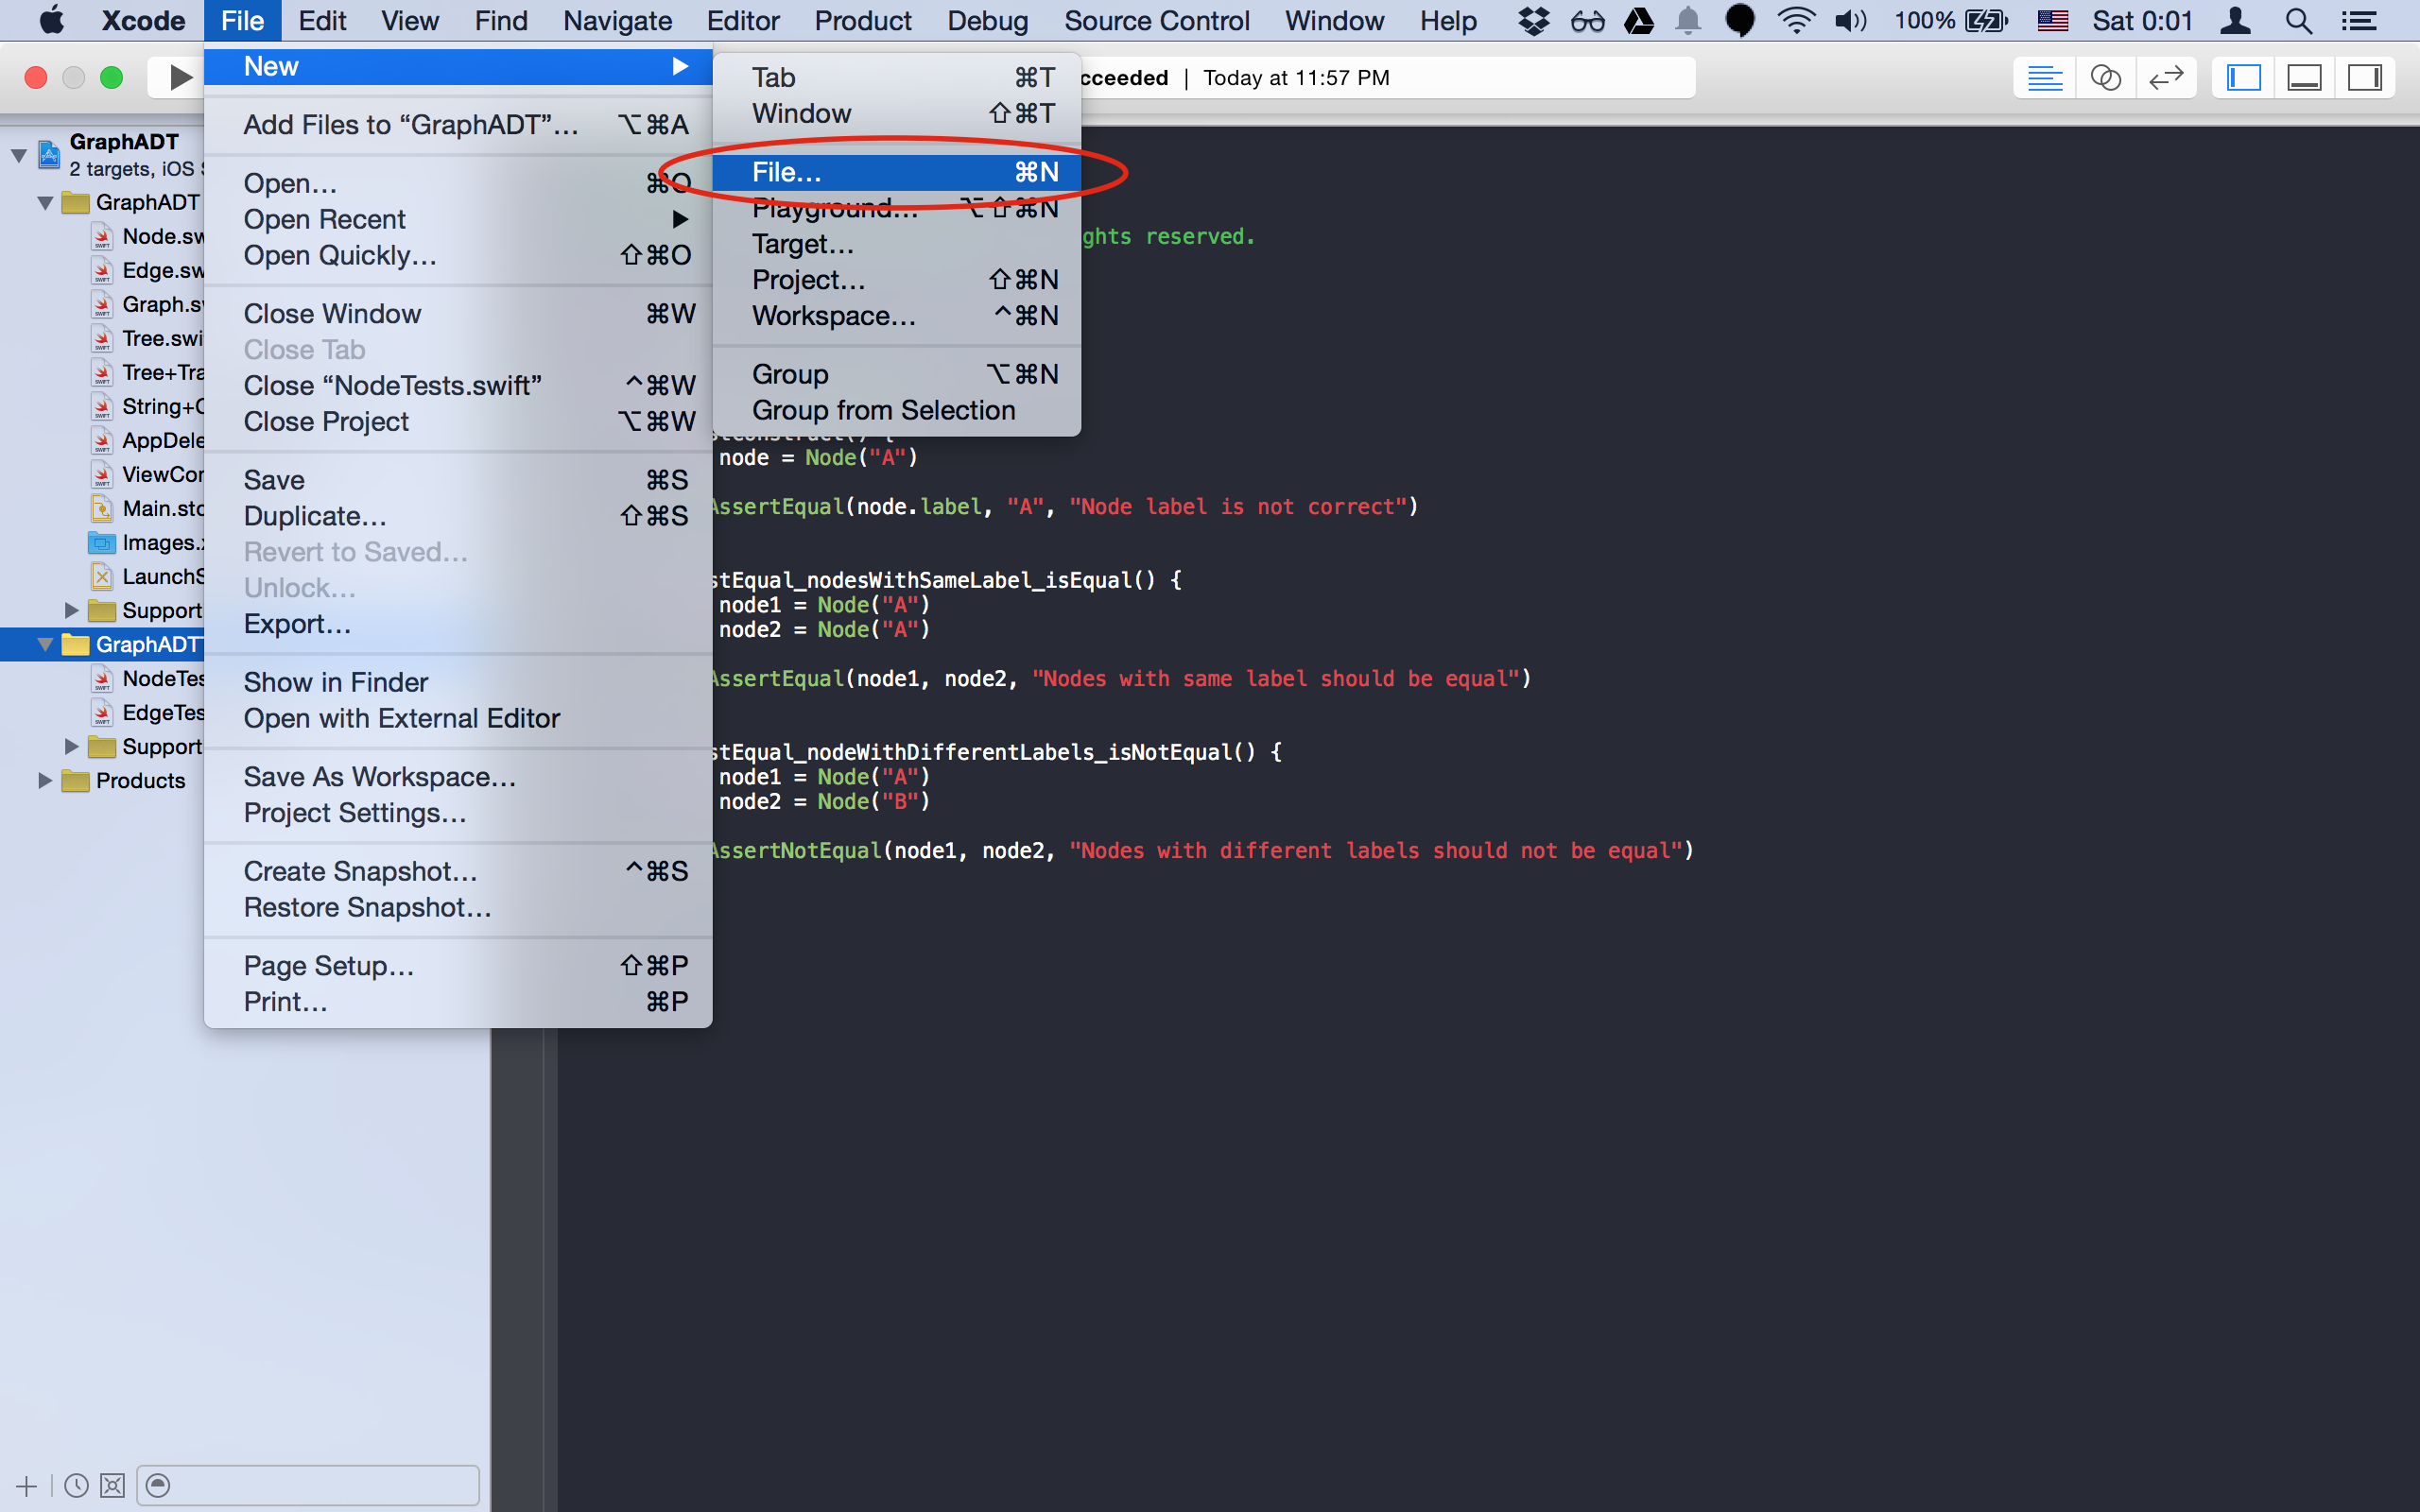 Xcode File Edit View Find Navigate Editor Product Debug Source Control Window Help 100% Sat 0:01
cceeded | Today at 11:57 PM
GraphADT
2 targets, iOS
GraphADT
Node.sw
Edge.sw
Graph.sw
Tree.swi
Tree+Tra
String+C
AppDele
ViewCon
Main.sto
Images.x
LaunchS
Support
GraphADT
NodeTes
EdgeTes
Support
Products
New ▶
Add Files to “GraphADT”… ⌥⌘A
Open… ⌘O
Open Recent ▶
Open Quickly… ⇧⌘O
Close Window ⌘W
Close Tab
Close “NodeTests.swift” ^⌘W
Close Project ⌥⌘W
Save ⌘S
Duplicate… ⇧⌘S
Revert to Saved…
Unlock…
Export…
Show in Finder
Open with External Editor
Save As Workspace…
Project Settings…
Create Snapshot… ^⌘S
Restore Snapshot…
Page Setup… ⇧⌘P
Print… ⌘P
Tab ⌘T
Window ⇧⌘T
File… ⌘N
Playground… ⌥⇧⌘N
Target…
Project… ⇧⌘N
Workspace… ^⌘N
Group ⌥⌘N
Group from Selection
ghts reserved.
stConstruct() {
node = Node("A")
AssertEqual(node.label, "A", "Node label is not correct")
stEqual_nodesWithSameLabel_isEqual() {
node1 = Node("A")
node2 = Node("A")
AssertEqual(node1, node2, "Nodes with same label should be equal")
stEqual_nodeWithDifferentLabels_isNotEqual() {
node1 = Node("A")
node2 = Node("B")
AssertNotEqual(node1, node2, "Nodes with different labels should not be equal")